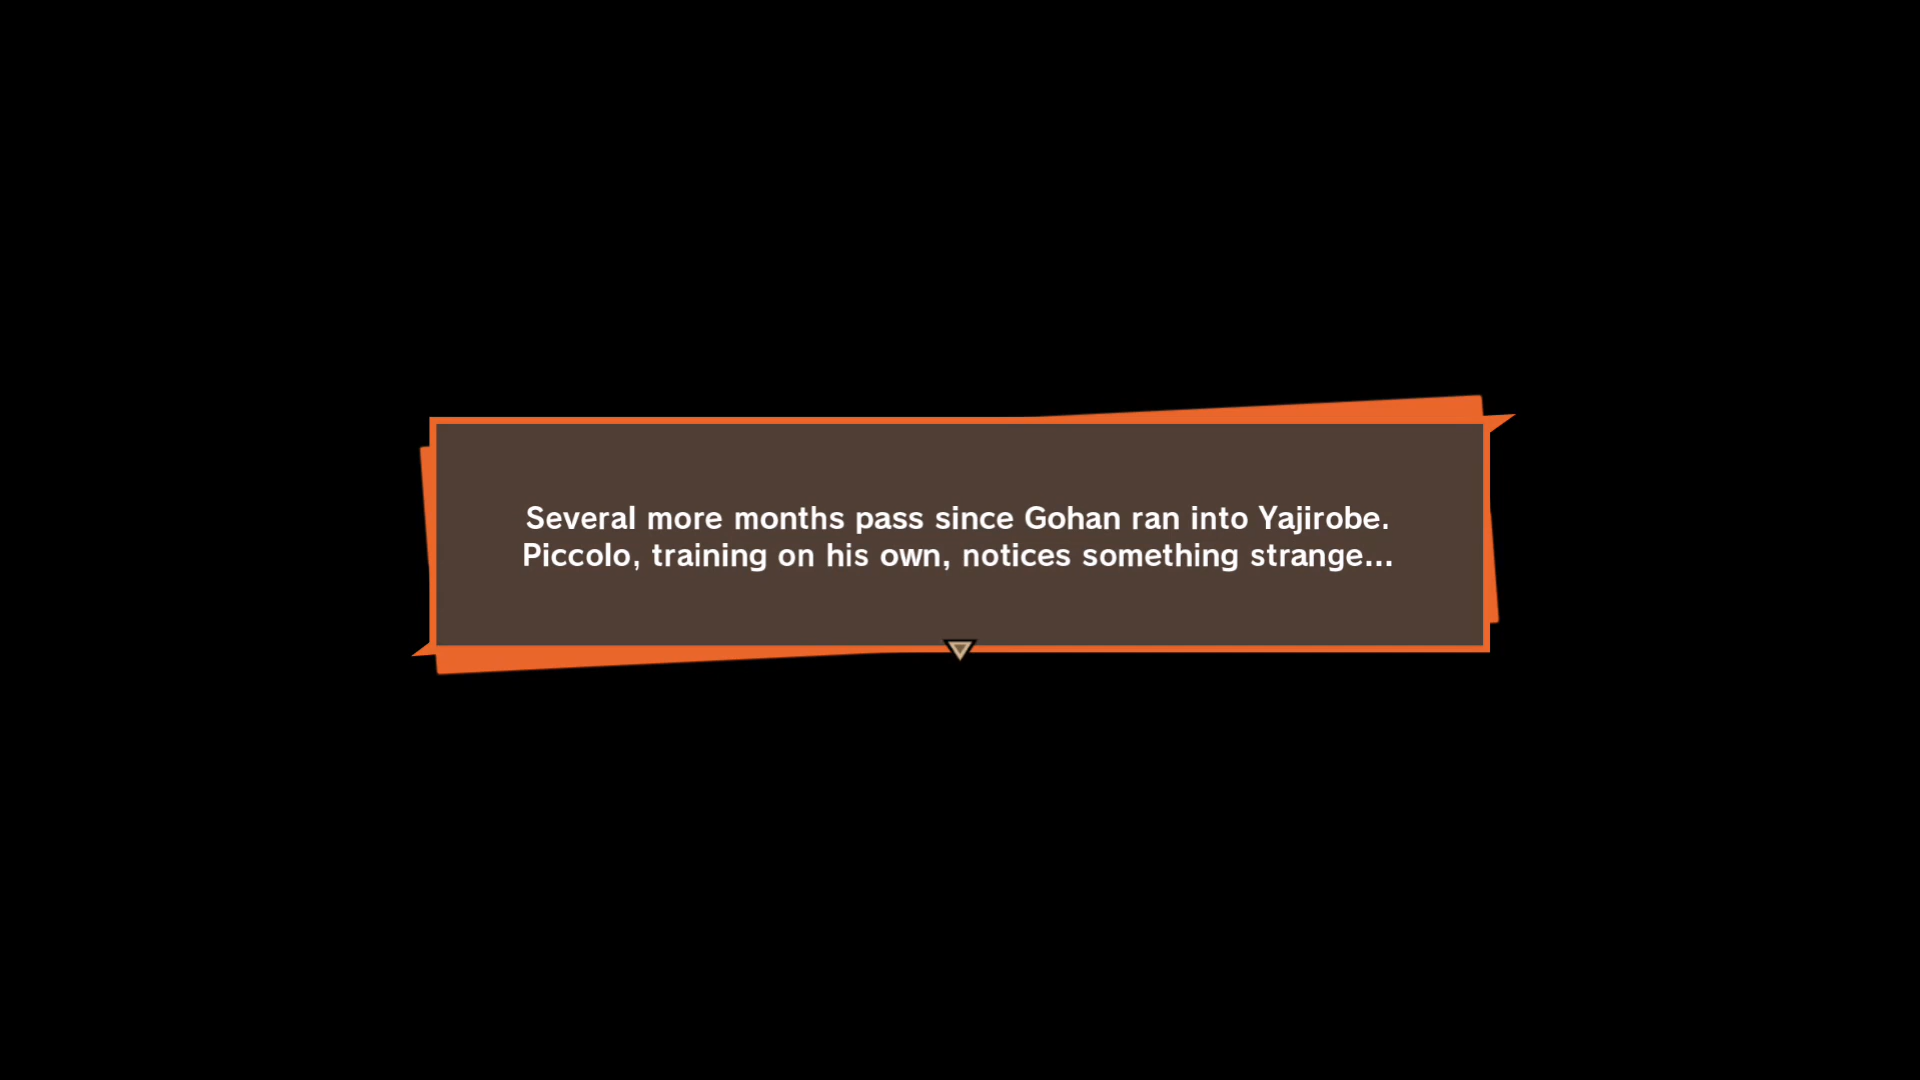 Several more months pass since Gohan ran into Yajirobe.
Piccolo, training on his own, notices something strange...